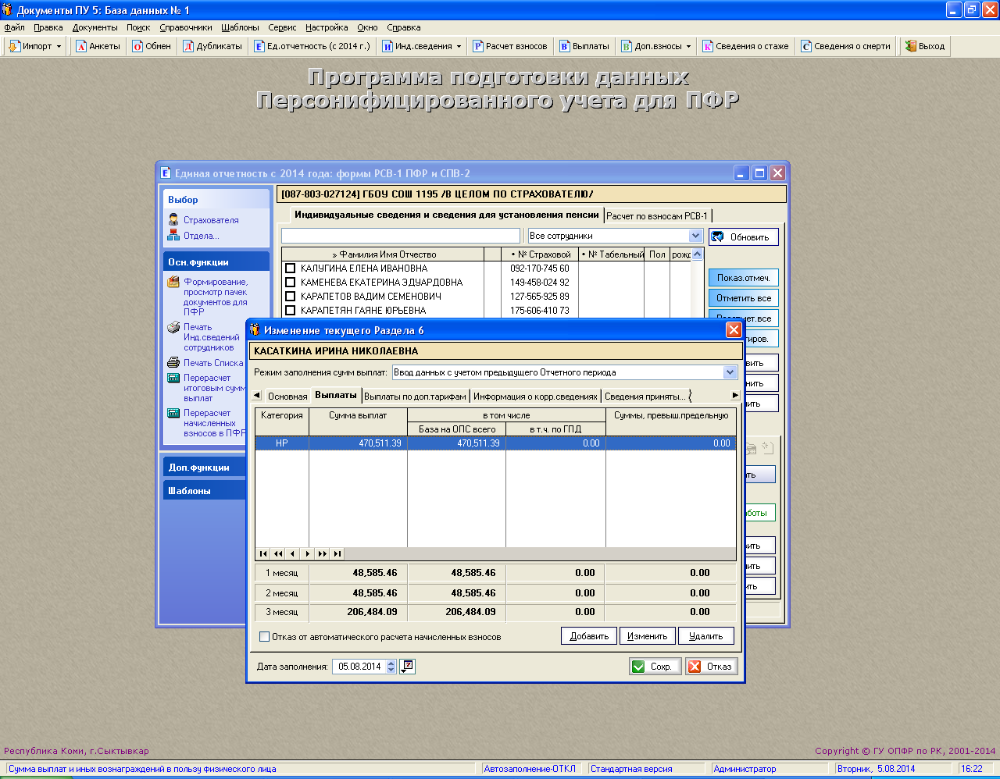 Документы ПУ 5: База данных № 1
Файл Правка Документы Поиск Справочники Шаблоны Сервис Настройка Окно Справка
Импорт Анкеты Обмен Дубликаты Ед.отчетность (с 2014 г.) Инд.сведения Расчет взносов Выплаты Доп.взносы Сведения о стаже Сведения о смерти Выход
Программа подготовки данных
Персонифицированного учета для ПФР
Единая отчетность с 2014 года: формы РСВ-1 ПФР и СПВ-2
Выбор
Страхователя
Отдела...
Осн.функции
Формирование,
просмотр пачек
документов для
ПФР
Печать
Инд.сведений
сотрудников
Печать Списка
Перерасчет
итоговым сумм
выплат
Перерасчет
начисленных
взносов в ПФР
Доп.функции
Шаблоны
[087-803-027124] ГБОУ СОШ 1195 /В ЦЕЛОМ ПО СТРАХОВАТЕЛЮ/
Индивидуальные сведения и сведения для установления пенсии Расчет по взносам РСВ-1
Все сотрудники Обновить
» Фамилия Имя Отчество • № Страховой • № Табельный Пол рожд
КАЛУГИНА ЕЛЕНА ИВАНОВНА 092-170-745 60
КАМЕНЕВА ЕКАТЕРИНА ЭДУАРДОВНА 149-458-024 92
КАРАПЕТОВ ВАДИМ СЕМЕНОВИЧ 127-565-925 89
КАРАПЕТЯН ГАЯНЕ ЮРЬЕВНА 175-606-410 73
Показ.отмеч.
Отметить все
Изменение текущего Раздела 6
КАСАТКИНА ИРИНА НИКОЛАЕВНА
Режим заполнения сумм выплат: Ввод данных с учетом предыдущего Отчетного периода
Основная Выплаты Выплаты по доп.тарифам Информация о корр.сведениях Сведения приняты...
Категория Сумма выплат в том числе Суммы, превыш.предельную
База на ОПС всего в т.ч. по ГПД
НР 470,511.39 470,511.39 0.00 0.00
1 месяц 48,585.46 48,585.46 0.00 0.00
2 месяц 48,585.46 48,585.46 0.00 0.00
3 месяц 206,484.09 206,484.09 0.00 0.00
Отказ от автоматического расчета начисленных взносов Добавить Изменить Удалить
Дата заполнения: 05.08.2014 Сохр. Отказ
Республика Коми, г.Сыктывкар Copyright © ГУ ОПФР по РК, 2001-2014
Сумма выплат и иных вознаграждений в пользу физического лица Автозаполнение-ОТКЛ Стандартная версия Администратор Вторник, 5.08.2014 16:22